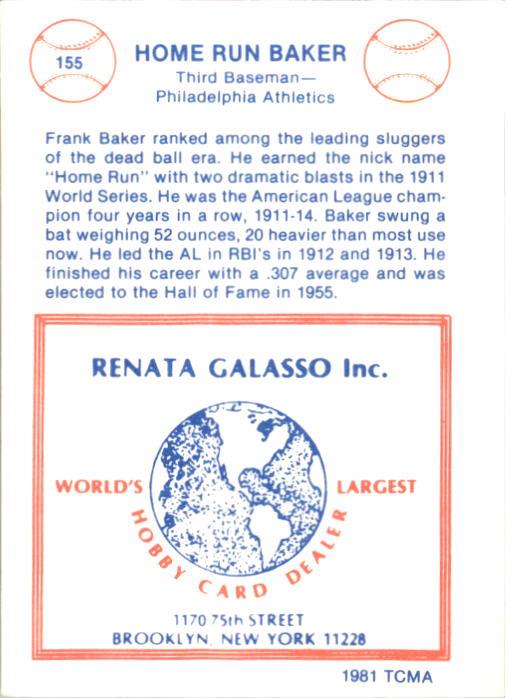 155
HOME RUN BAKER
Third Baseman—
Philadelphia Athletics
Frank Baker ranked among the leading sluggers
of the dead ball era. He earned the nick name
"Home Run" with two dramatic blasts in the 1911
World Series. He was the American League cham-
pion four years in a row, 1911-14. Baker swung a
bat weighing 52 ounces, 20 heavier than most use
now. He led the AL in RBI's in 1912 and 1913. He
finished his career with a .307 average and was
elected to the Hall of Fame in 1955.
RENATA GALASSO Inc.
WORLD'S LARGEST
HOBBY CARD DEALER
1170 75th STREET
BROOKLYN, NEW YORK 11228
1981 TCMA